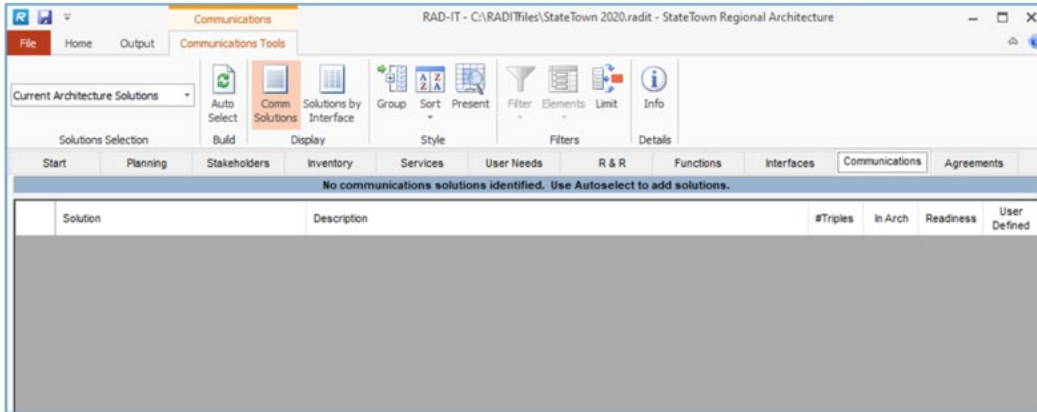 Communications
RAD-IT - C:\RADITfiles\StateTown 2020.radit - StateTown Regional Architecture
File Home Output Communications Tools
Current Architecture Solutions
Auto Select
Comm Solutions
Solutions by Interface
Group
Sort
Present
Filter
Elements
Limit
Info
Solutions Selection Build Display Style Filters Details
Start Planning Stakeholders Inventory Services User Needs R & R Functions Interfaces Communications Agreements
No communications solutions identified. Use Autoselect to add solutions.
Solution Description #Triples In Arch Readiness User Defined